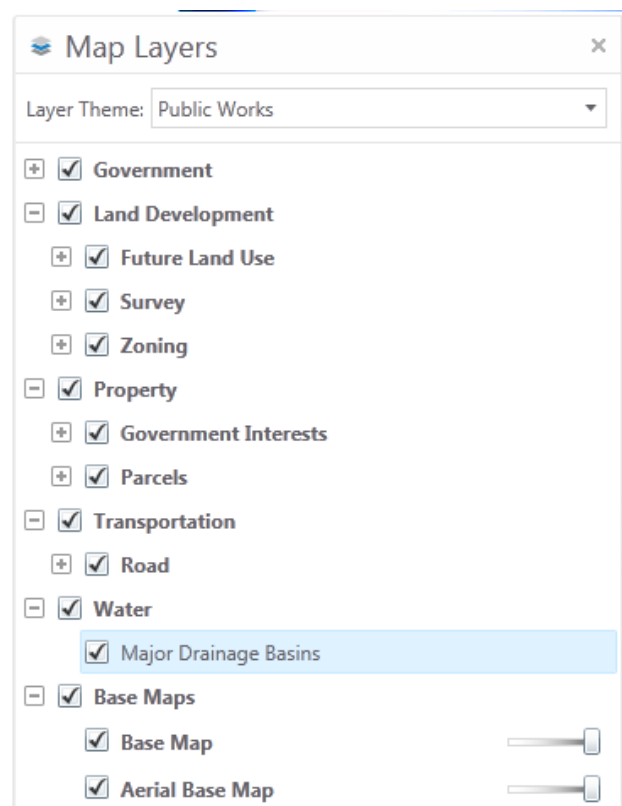 Map Layers
Layer Theme: Public Works
Government
Land Development
Future Land Use
Survey
Zoning
Property
Government Interests
Parcels
Transportation
Road
Water
Major Drainage Basins
Base Maps
Base Map
Aerial Base Map